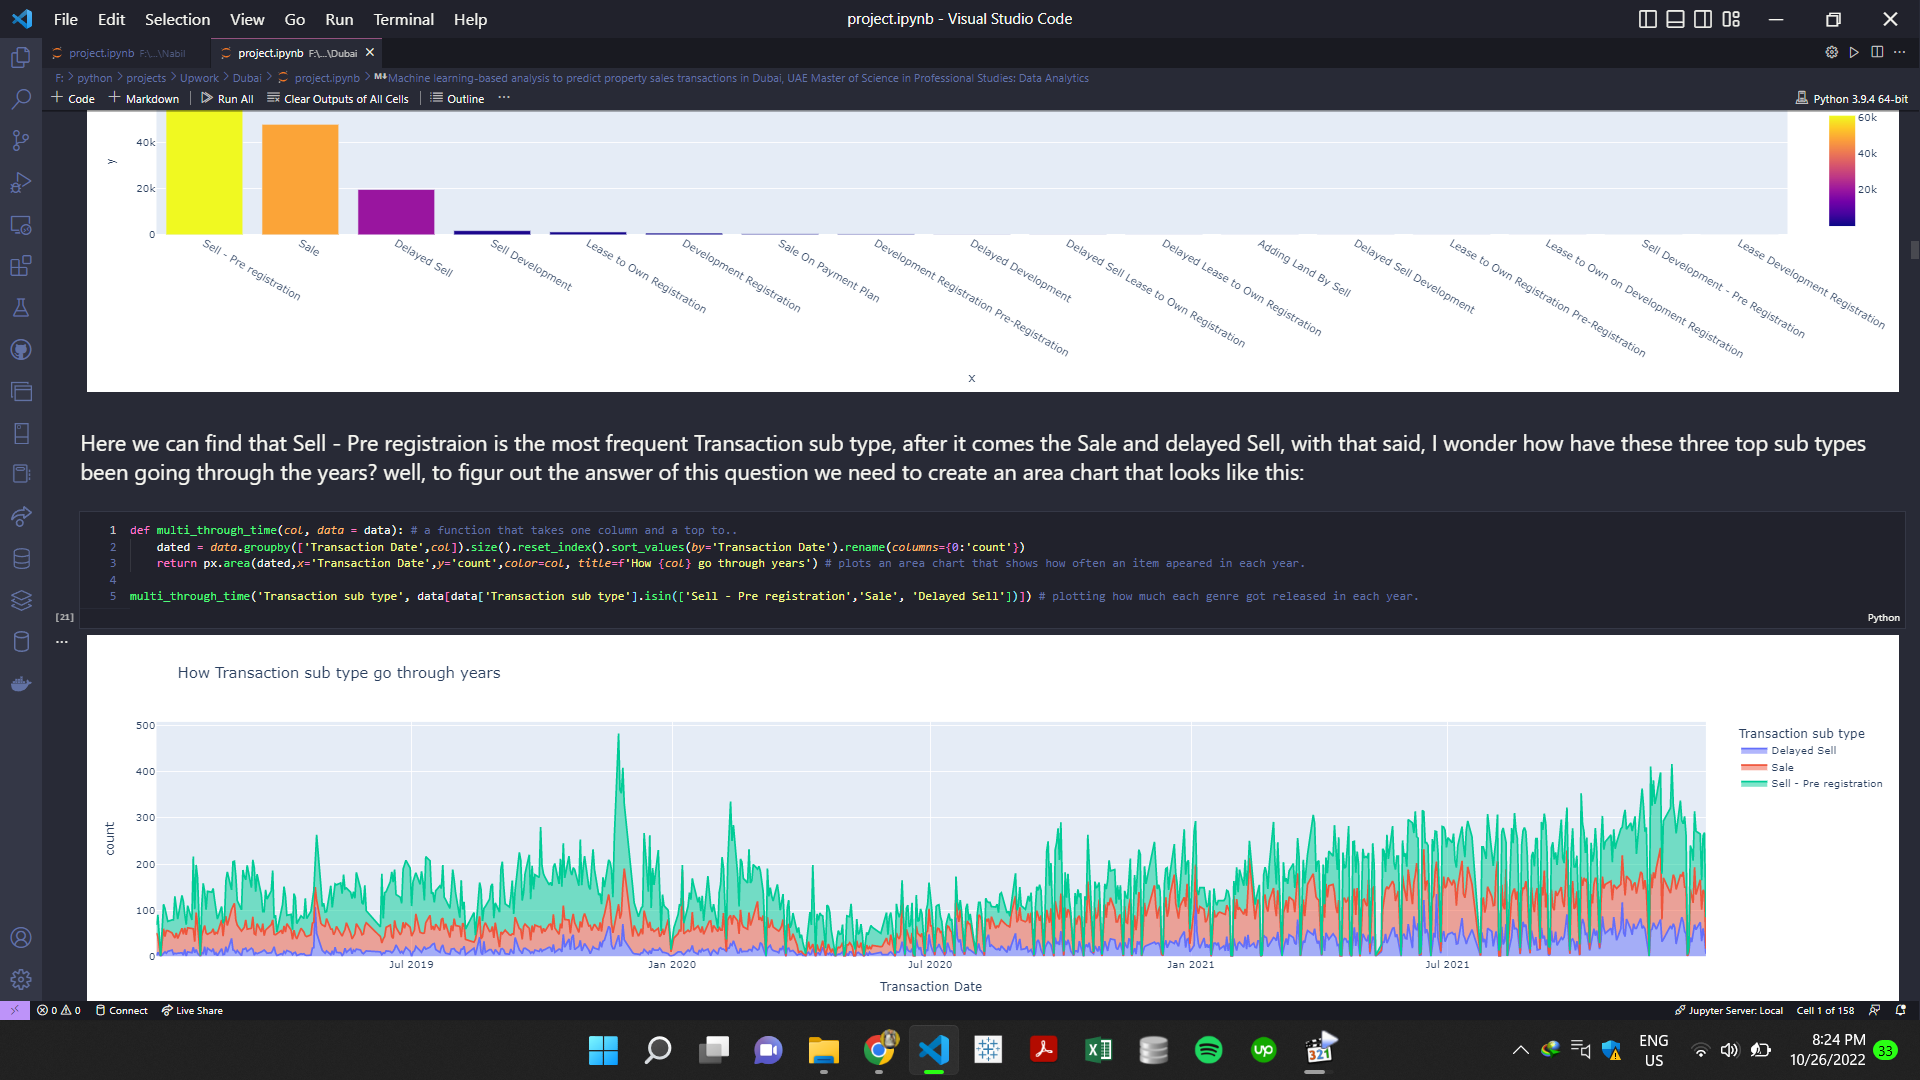 File Edit Selection View Go Run Terminal Help
project.ipynb - Visual Studio Code
project.ipynb F:\...\Nabil
project.ipynb F:\...\Dubai
F: > python > projects > Upwork > Dubai > project.ipynb > M↓Machine learning-based analysis to predict property sales transactions in Dubai, UAE Master of Science in Professional Studies: Data Analytics
+ Code + Markdown Run All Clear Outputs of All Cells Outline ...
Python 3.9.4 64-bit
40k
20k
0
y
Sell - Pre registration
Sale
Delayed Sell
Sell Development
Lease to Own Registration
Development Registration
Sale On Payment Plan
Development Registration Pre-Registration
Delayed Development
Delayed Sell Lease to Own Registration
Delayed Lease to Own Registration
Adding Land By Sell
Delayed Sell Development
Lease to Own Registration Pre-Registration
Lease to Own on Development Registration
Sell Development - Pre Registration
Lease Development Registration
x
60k
40k
20k
Here we can find that Sell - Pre registraion is the most frequent Transaction sub type, after it comes the Sale and delayed Sell, with that said, I wonder how have these three top sub types
been going through the years? well, to figur out the answer of this question we need to create an area chart that looks like this:
1 def multi_through_time(col, data = data): # a function that takes one column and a top to..
2 dated = data.groupby(['Transaction Date',col]).size().reset_index().sort_values(by='Transaction Date').rename(columns={0:'count'})
3 return px.area(dated,x='Transaction Date',y='count',color=col, title=f'How {col} go through years') # plots an area chart that shows how often an item apeared in each year.
4
5 multi_through_time('Transaction sub type', data[data['Transaction sub type'].isin(['Sell - Pre registration','Sale', 'Delayed Sell'])]) # plotting how much each genre got released in each year.
[21]
Python
...
How Transaction sub type go through years
500
400
300
200
100
0
count
Jul 2019
Jan 2020
Jul 2020
Jan 2021
Jul 2021
Transaction Date
Transaction sub type
Delayed Sell
Sale
Sell - Pre registration
0 0 Connect Live Share
Jupyter Server: Local Cell 1 of 158
up
321
ENG
US
8:24 PM
10/26/2022
33